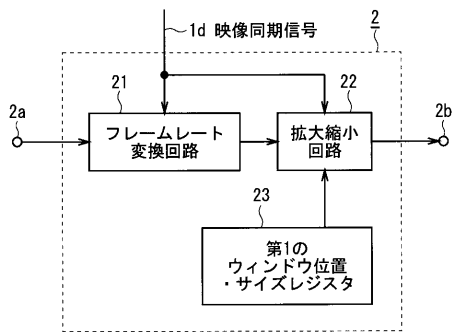 1d 映像同期信号
2
21
22
2a
2b
フレームレート
変換回路
拡大縮小
回路
23
第1の
ウィンドウ位置
・サイズレジスタ